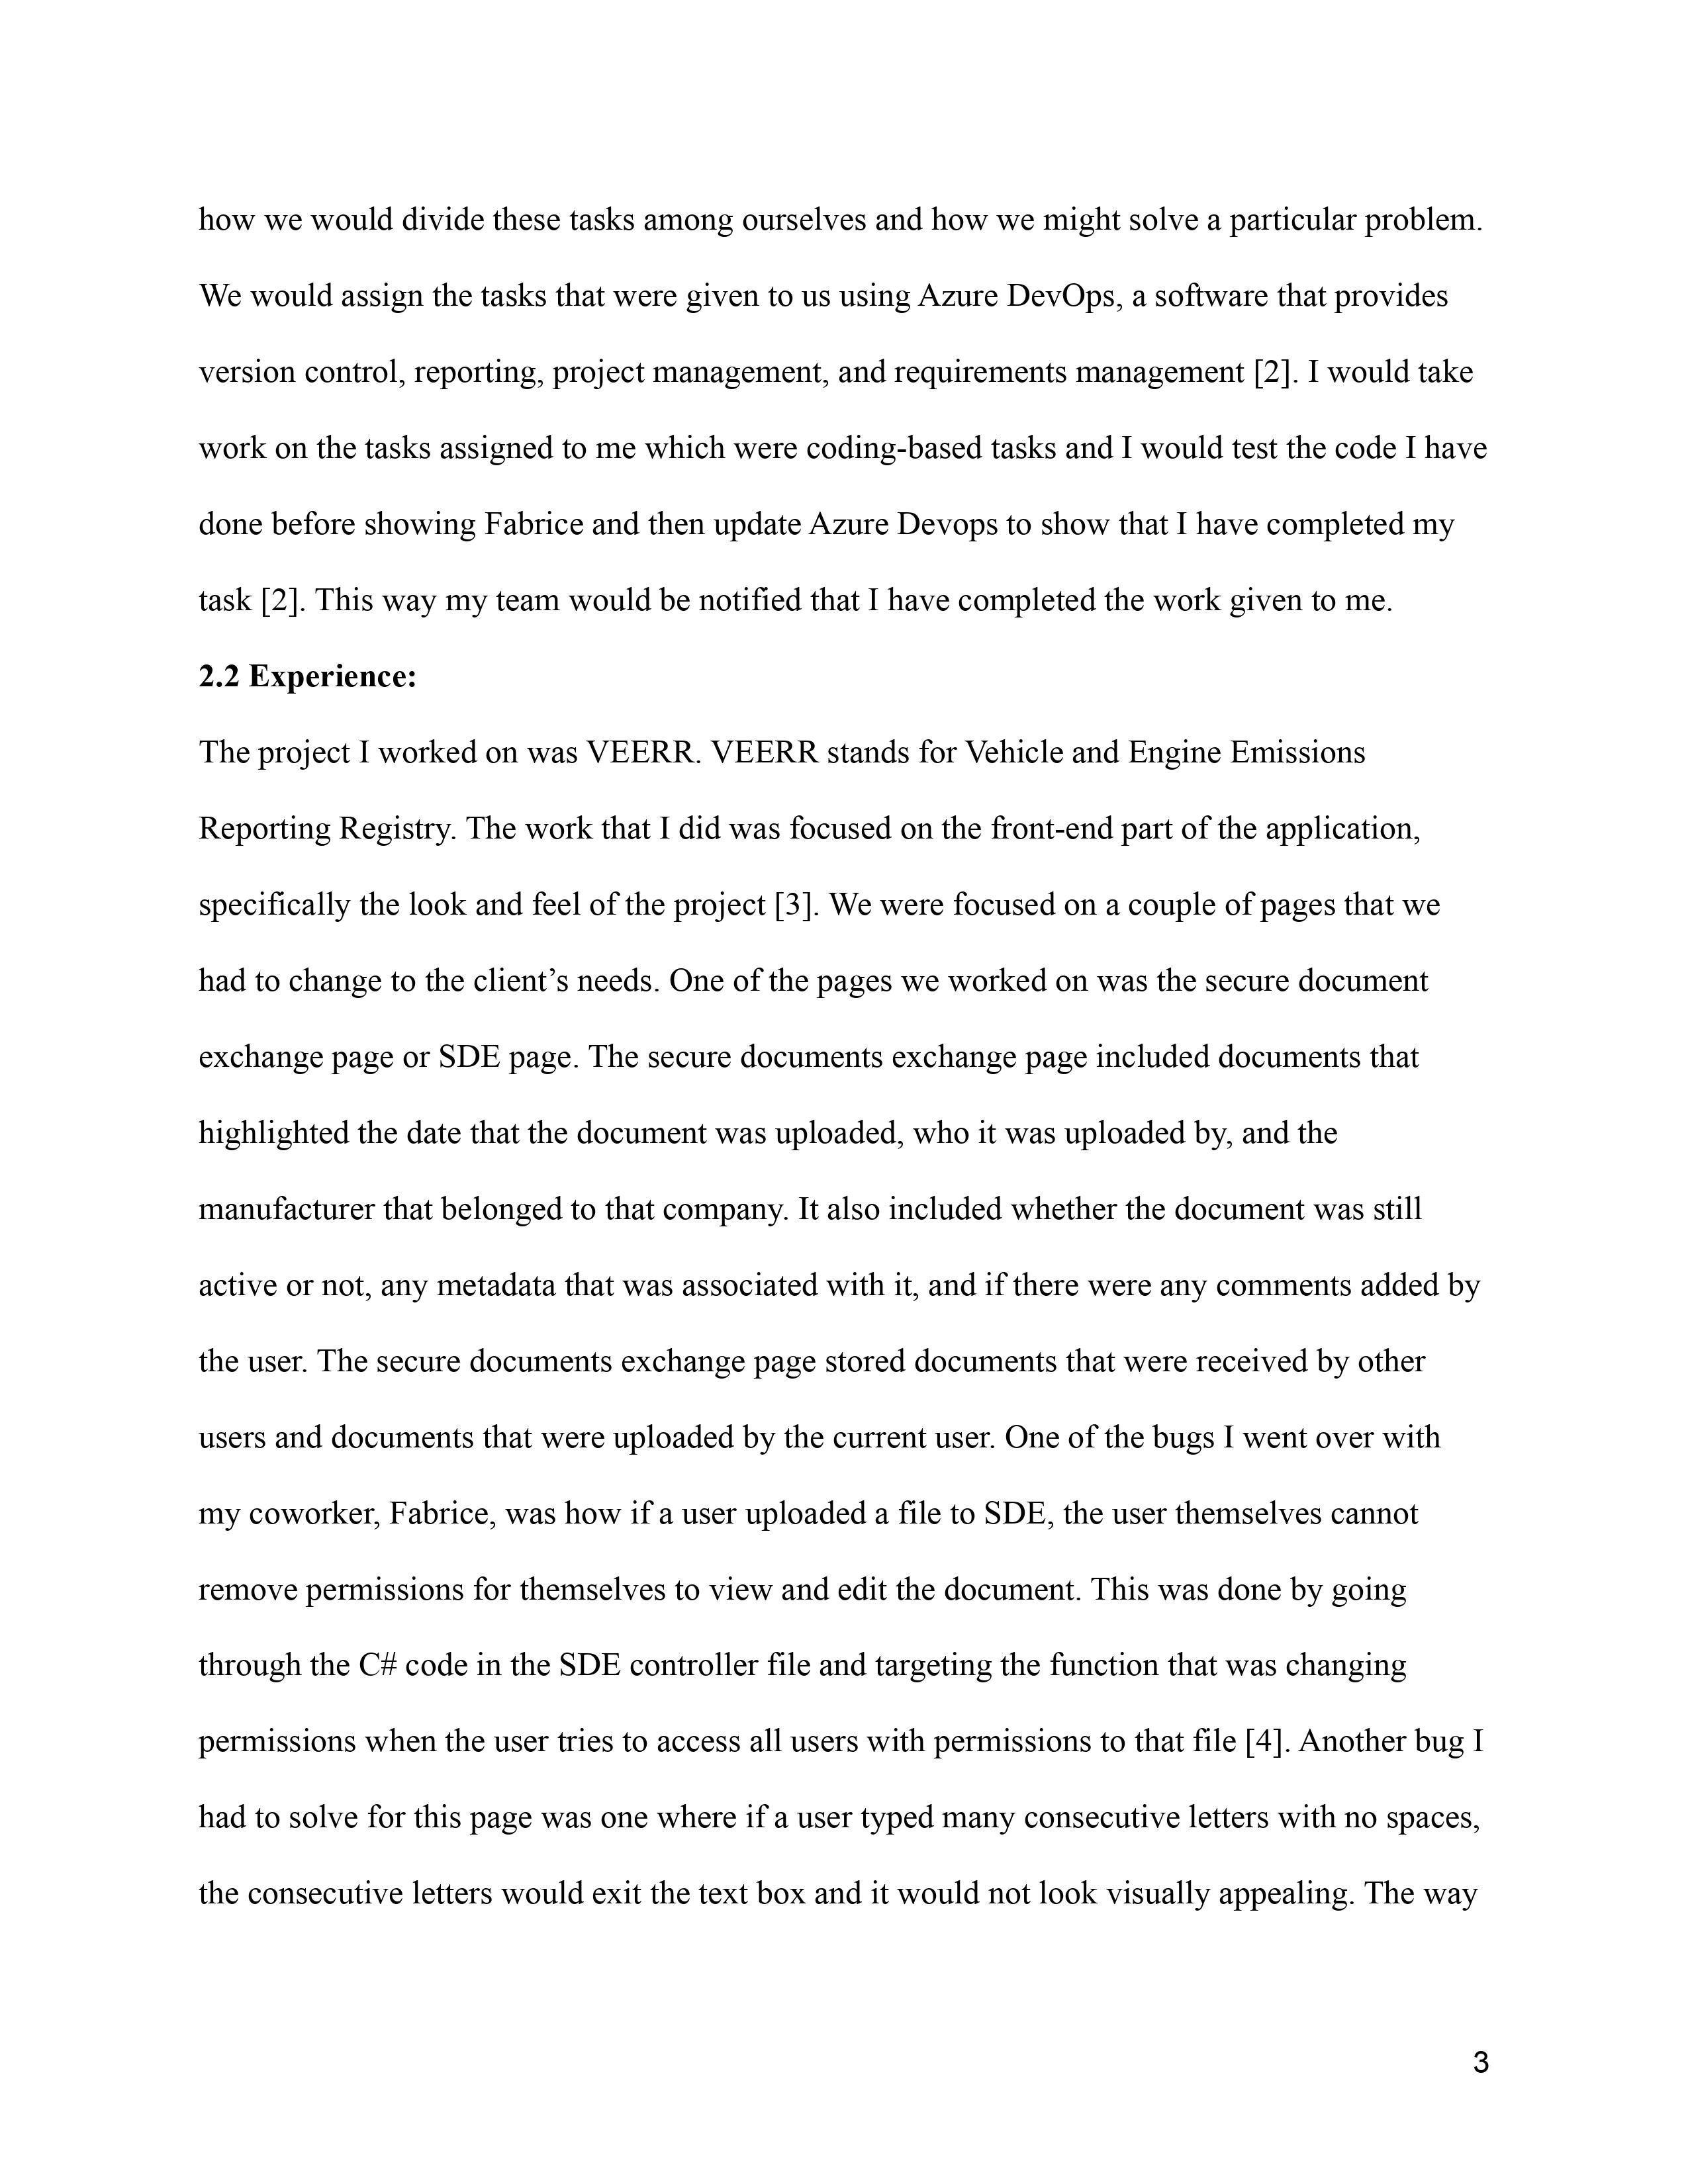 how we would divide these tasks among ourselves and how we might solve a particular problem.
We would assign the tasks that were given to us using Azure DevOps, a software that provides
version control, reporting, project management, and requirements management [2]. I would take
work on the tasks assigned to me which were coding-based tasks and I would test the code I have
done before showing Fabrice and then update Azure Devops to show that I have completed my
task [2]. This way my team would be notified that I have completed the work given to me.
2.2 Experience:
The project I worked on was VEERR. VEERR stands for Vehicle and Engine Emissions
Reporting Registry. The work that I did was focused on the front-end part of the application,
specifically the look and feel of the project [3]. We were focused on a couple of pages that we
had to change to the client’s needs. One of the pages we worked on was the secure document
exchange page or SDE page. The secure documents exchange page included documents that
highlighted the date that the document was uploaded, who it was uploaded by, and the
manufacturer that belonged to that company. It also included whether the document was still
active or not, any metadata that was associated with it, and if there were any comments added by
the user. The secure documents exchange page stored documents that were received by other
users and documents that were uploaded by the current user. One of the bugs I went over with
my coworker, Fabrice, was how if a user uploaded a file to SDE, the user themselves cannot
remove permissions for themselves to view and edit the document. This was done by going
through the C# code in the SDE controller file and targeting the function that was changing
permissions when the user tries to access all users with permissions to that file [4]. Another bug I
had to solve for this page was one where if a user typed many consecutive letters with no spaces,
the consecutive letters would exit the text box and it would not look visually appealing. The way
3